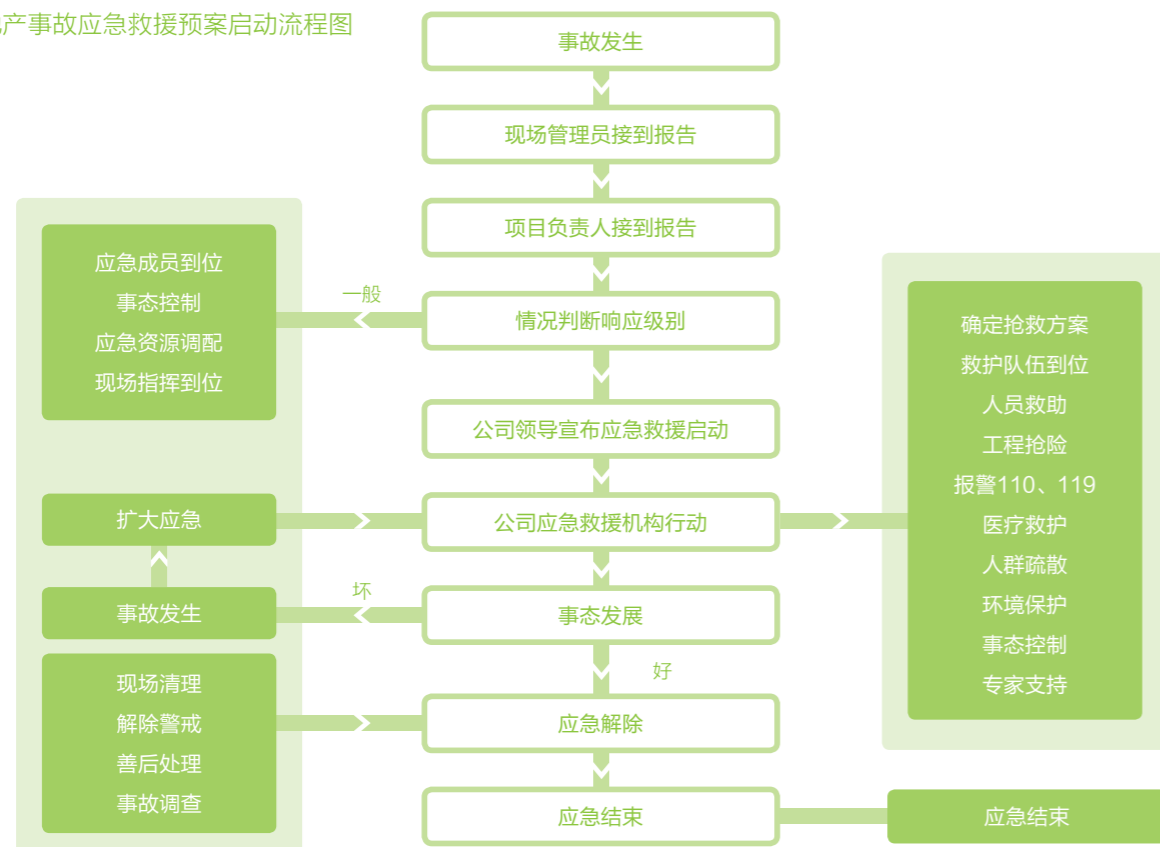 产事故应急救援预案启动流程图
事故发生
现场管理员接到报告
项目负责人接到报告
情况判断响应级别
一般
应急成员到位
事态控制
应急资源调配
现场指挥到位
公司领导宣布应急救援启动
扩大应急
公司应急救援机构行动
确定抢救方案
救护队伍到位
人员救助
工程抢险
报警110、119
医疗救护
人群疏散
环境保护
事态控制
专家支持
事故发生
坏
事态发展
好
现场清理
解除警戒
善后处理
事故调查
应急解除
应急结束
应急结束